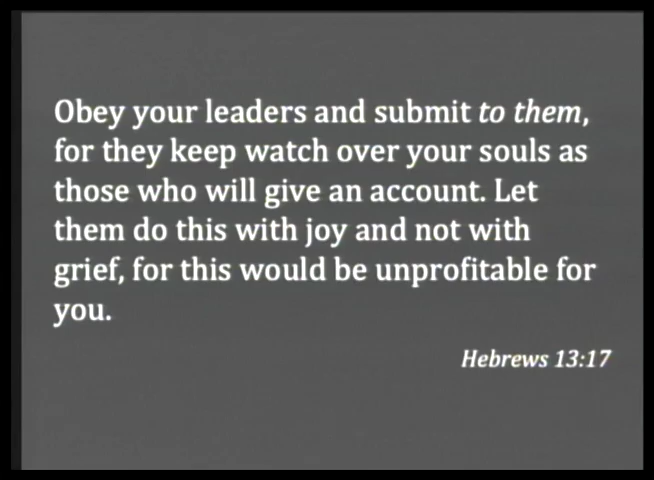 Obey your leaders and submit to them,
for they keep watch over your souls as
those who will give an account. Let
them do this with joy and not with
grief, for this would be unprofitable for
you.
Hebrews 13:17